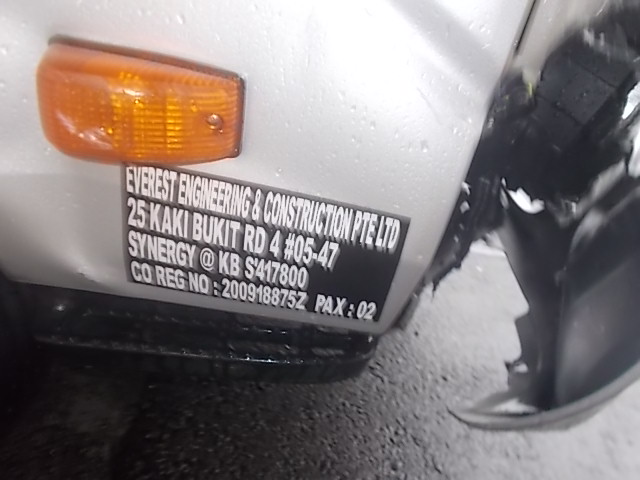 EVEREST ENGINEERING & CONSTRUCTION PTE LTD
25 KAKI BUKIT RD 4 #05-47
SYNERGY @ KB S417800
CO REG NO : 200918875Z PAX : 02